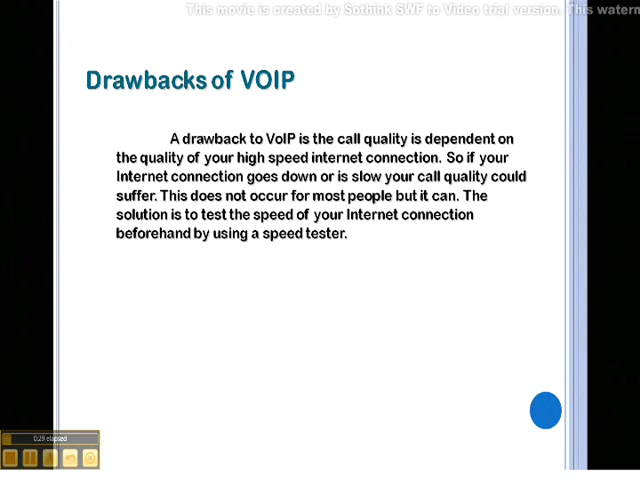 This movie is created by Sothink SWF to Video trial version. This
Drawbacks of VOIP
A drawback to VoIP is the call quality is dependent on
the quality of your high speed internet connection. So if your
Internet connection goes down or is slow your call quality could
suffer. This does not occur for most people but it can. The
solution is to test the speed of your Internet connection
beforehand by using a speed tester.
0:29 elapsed